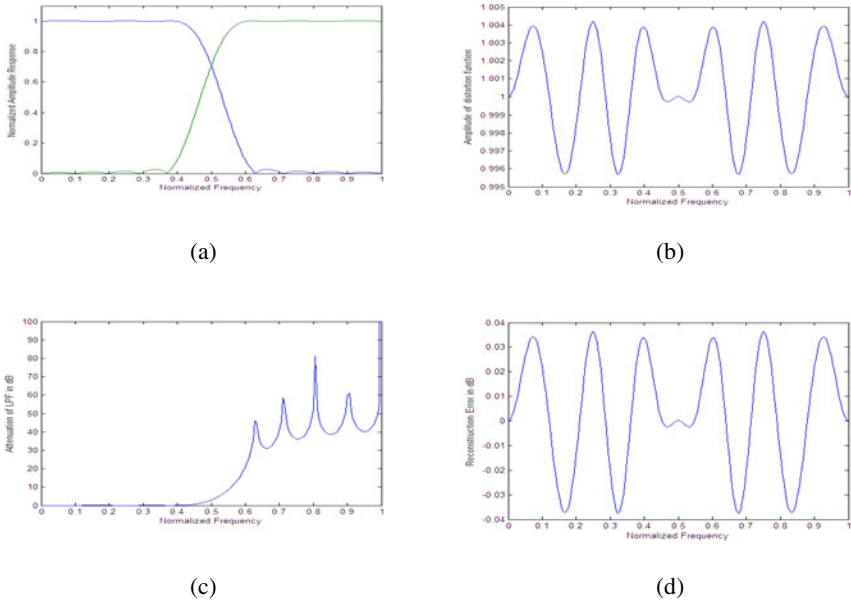 Normalized Amplitude Response
1
0.8
0.6
0.4
0.2
0
0 0.1 0.2 0.3 0.4 0.5 0.6 0.7 0.8 0.9 1
Normalized Frequency
(a)
Amplitude of distortion function
1.005
1.004
1.003
1.002
1.001
1
0.999
0.998
0.997
0.996
0.995
0 0.1 0.2 0.3 0.4 0.5 0.6 0.7 0.8 0.9 1
Normalized Frequency
(b)
Attenuation of LPF in dB
100
90
80
70
60
50
40
30
20
10
0
0 0.1 0.2 0.3 0.4 0.5 0.6 0.7 0.8 0.9 1
Normalized Frequency
(c)
Reconstruction Error in dB
0.04
0.03
0.02
0.01
0
-0.01
-0.02
-0.03
-0.04
0 0.1 0.2 0.3 0.4 0.5 0.6 0.7 0.8 0.9 1
Normalized Frequency
(d)